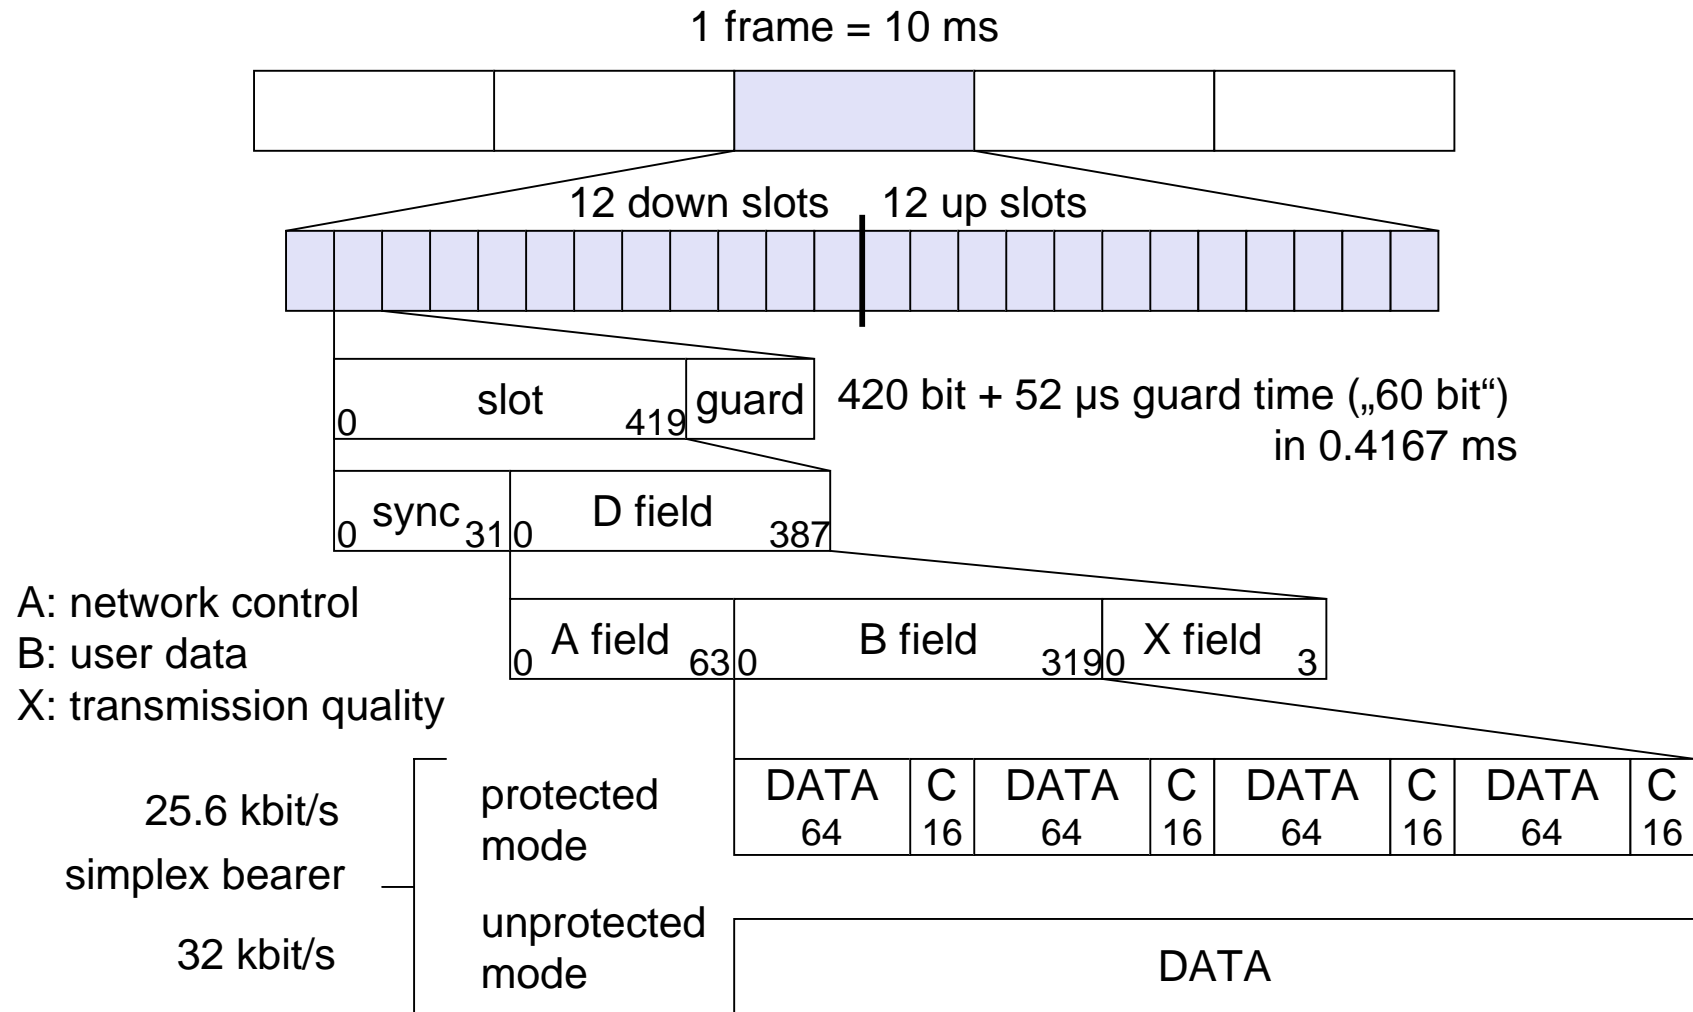 1 frame = 10 ms
12 down slots
12 up slots
slot
0
419
guard
420 bit + 52 µs guard time („60 bit“)
in 0.4167 ms
sync
0
31
D field
0
387
A: network control
B: user data
X: transmission quality
A field
0
63
B field
0
319
X field
0
3
25.6 kbit/s
simplex bearer
32 kbit/s
protected
mode
DATA
64
C
16
DATA
64
C
16
DATA
64
C
16
DATA
64
C
16
unprotected
mode
DATA